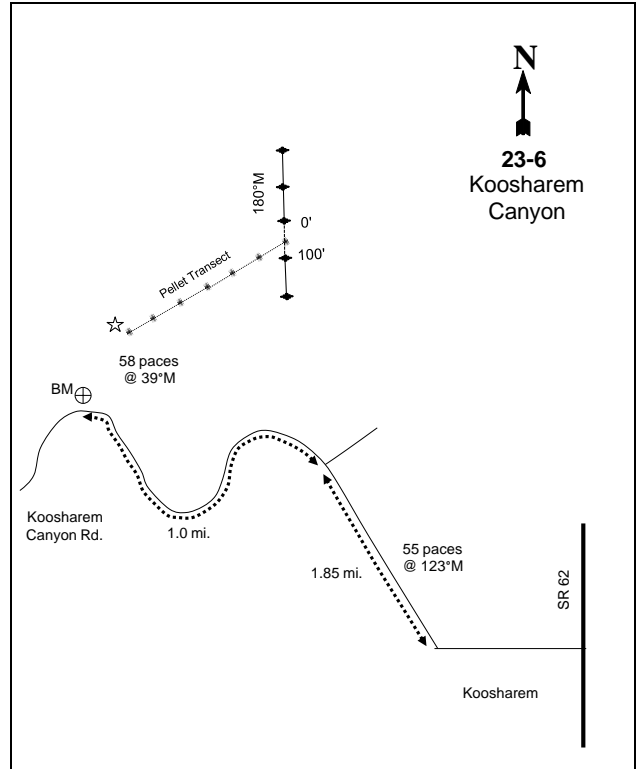 N
23-6
Koosharem
Canyon
180°M
0'
100'
Pellet Transect
58 paces
@ 39°M
BM
Koosharem
Canyon Rd.
1.0 mi.
1.85 mi.
55 paces
@ 123°M
SR 62
Koosharem